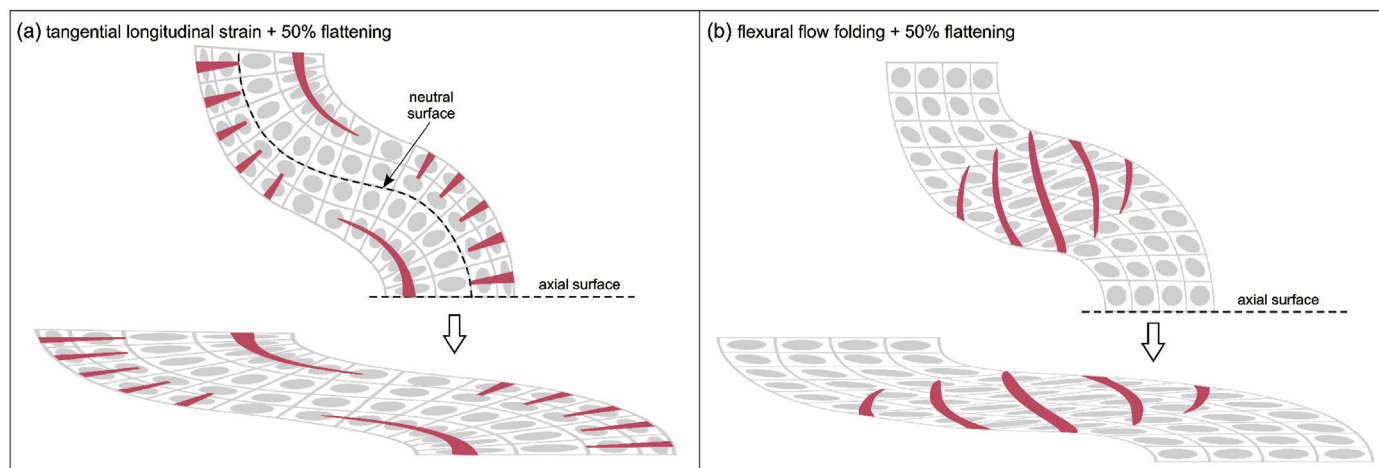 (a) tangential longitudinal strain + 50% flattening
neutral
surface
axial surface
(b) flexural flow folding + 50% flattening
axial surface